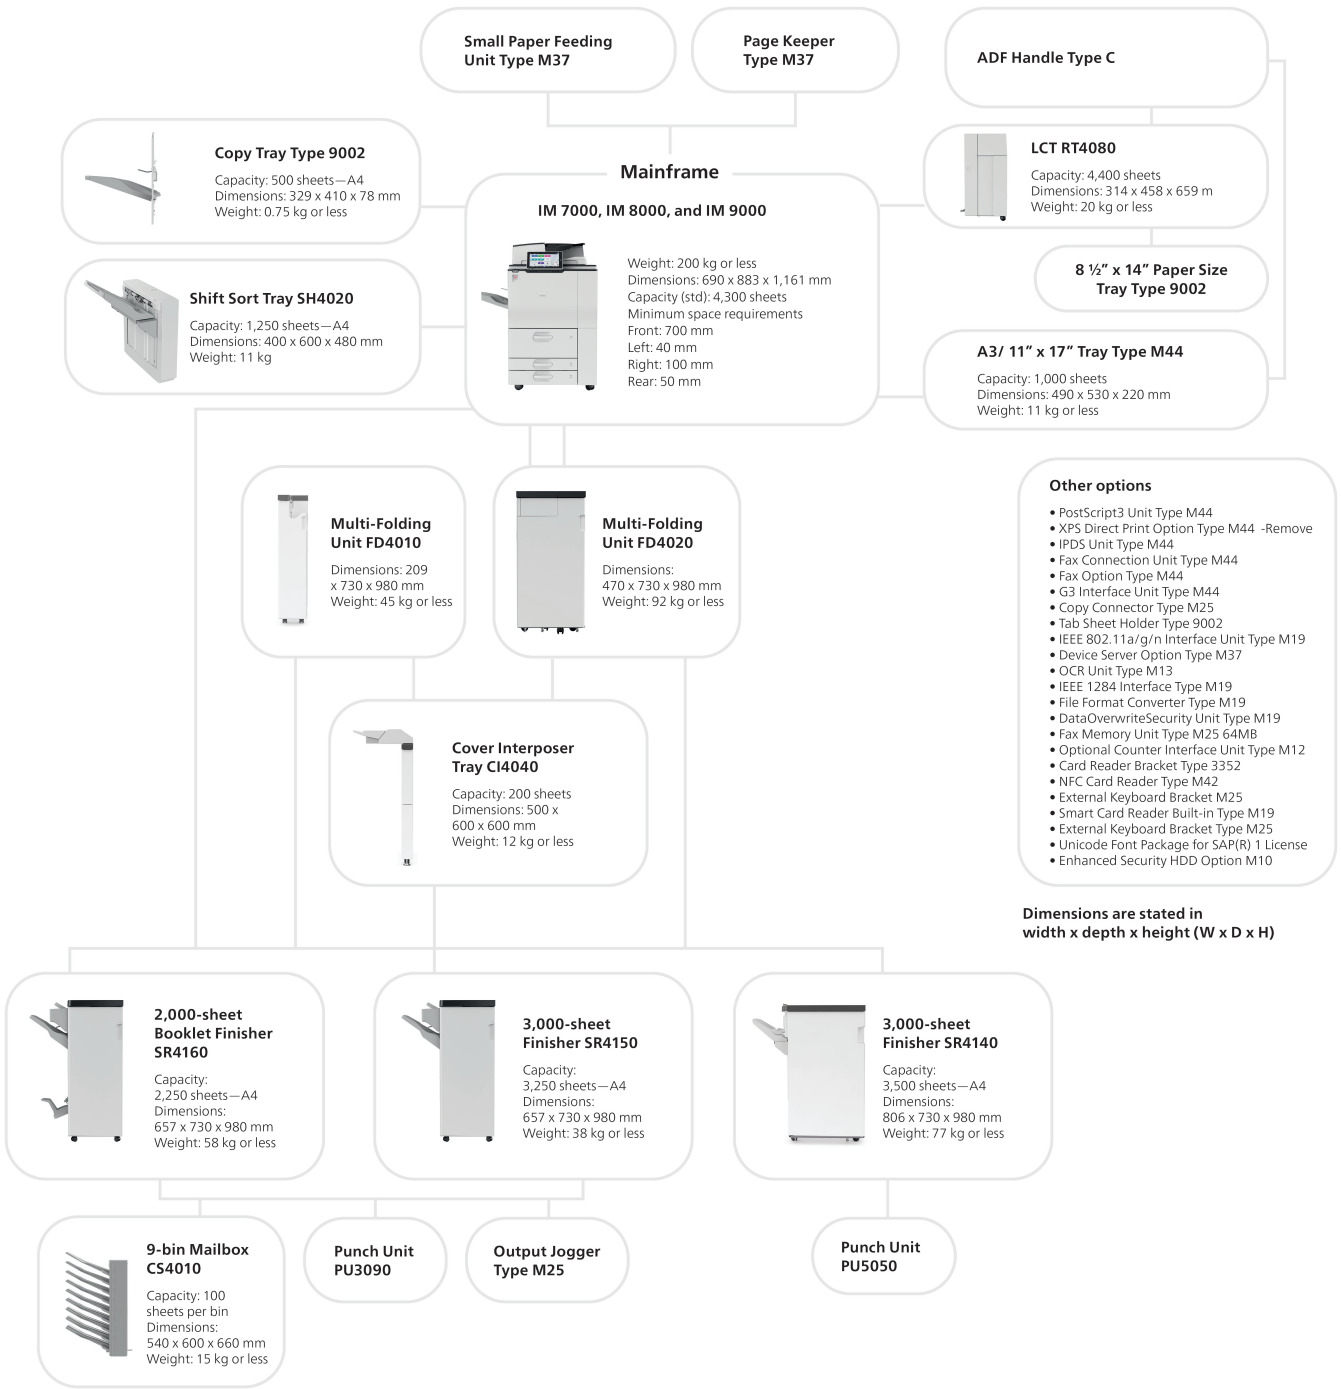 Small Paper Feeding
Unit Type M37
Page Keeper
Type M37
ADF Handle Type C
Copy Tray Type 9002
Capacity: 500 sheets—A4
Dimensions: 329 x 410 x 78 mm
Weight: 0.75 kg or less
Mainframe
IM 7000, IM 8000, and IM 9000
Weight: 200 kg or less
Dimensions: 690 x 883 x 1,161 mm
Capacity (std): 4,300 sheets
Minimum space requirements
Front: 700 mm
Left: 40 mm
Right: 100 mm
Rear: 50 mm
LCT RT4080
Capacity: 4,400 sheets
Dimensions: 314 x 458 x 659 m
Weight: 20 kg or less
8 ½” x 14” Paper Size
Tray Type 9002
Shift Sort Tray SH4020
Capacity: 1,250 sheets—A4
Dimensions: 400 x 600 x 480 mm
Weight: 11 kg
A3/ 11” x 17” Tray Type M44
Capacity: 1,000 sheets
Dimensions: 490 x 530 x 220 mm
Weight: 11 kg or less
Multi-Folding
Unit FD4010
Dimensions: 209
x 730 x 980 mm
Weight: 45 kg or less
Multi-Folding
Unit FD4020
Dimensions:
470 x 730 x 980 mm
Weight: 92 kg or less
Other options
• PostScript3 Unit Type M44
• XPS Direct Print Option Type M44 -Remove
• IPDS Unit Type M44
• Fax Connection Unit Type M44
• Fax Option Type M44
• G3 Interface Unit Type M44
• Copy Connector Type M25
• Tab Sheet Holder Type 9002
• IEEE 802.11a/g/n Interface Unit Type M19
• Device Server Option Type M37
• OCR Unit Type M13
• IEEE 1284 Interface Type M19
• File Format Converter Type M19
• DataOverwriteSecurity Unit Type M19
• Fax Memory Unit Type M25 64MB
• Optional Counter Interface Unit Type M12
• Card Reader Bracket Type 3352
• NFC Card Reader Type M42
• External Keyboard Bracket M25
• Smart Card Reader Built-in Type M19
• External Keyboard Bracket Type M25
• Unicode Font Package for SAP(R) 1 License
• Enhanced Security HDD Option M10
Cover Interposer
Tray CI4040
Capacity: 200 sheets
Dimensions: 500 x
600 x 600 mm
Weight: 12 kg or less
Dimensions are stated in
width x depth x height (W x D x H)
2,000-sheet
Booklet Finisher
SR4160
Capacity:
2,250 sheets—A4
Dimensions:
657 x 730 x 980 mm
Weight: 58 kg or less
3,000-sheet
Finisher SR4150
Capacity:
3,250 sheets—A4
Dimensions:
657 x 730 x 980 mm
Weight: 38 kg or less
3,000-sheet
Finisher SR4140
Capacity:
3,500 sheets—A4
Dimensions:
806 x 730 x 980 mm
Weight: 77 kg or less
9-bin Mailbox
CS4010
Capacity: 100
sheets per bin
Dimensions:
540 x 600 x 660 mm
Weight: 15 kg or less
Punch Unit
PU3090
Output Jogger
Type M25
Punch Unit
PU5050